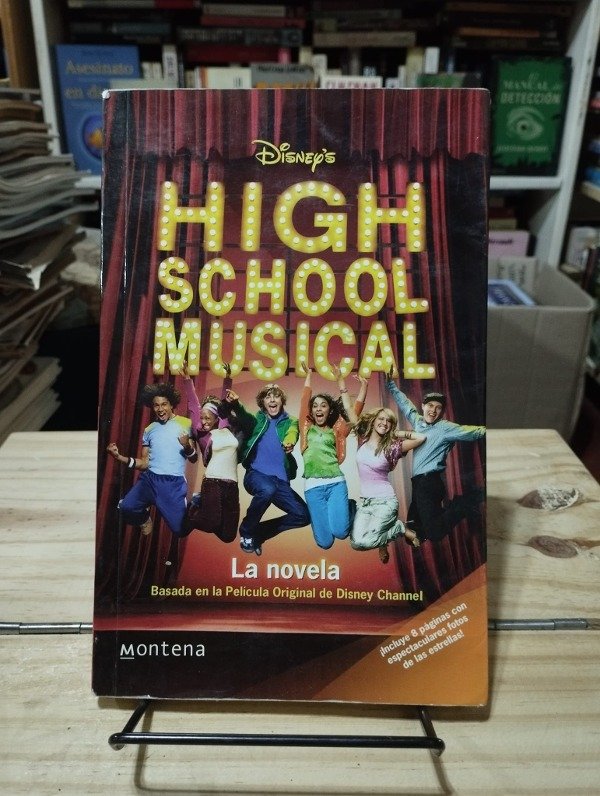 Asesinato
MANUAL DE
DETECCIÓN
DISNEY'S
HIGH
SCHOOL
MUSICAL
La novela
Basada en la Película Original de Disney Channel
¡Incluye 8 páginas con
espectaculares fotos
de las estrellas!
Montena